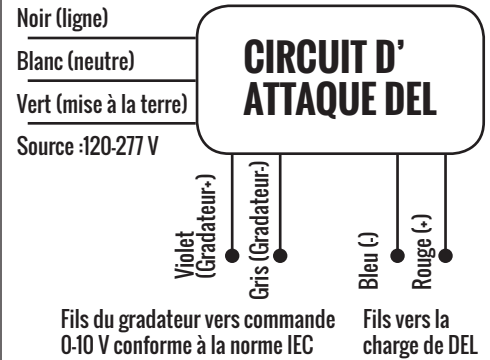 Noir (ligne)
Blanc (neutre)
Vert (mise à la terre)
Source :120-277 V
CIRCUIT D’
ATTAQUE DEL
Violet
(Gradateur+)
Gris (Gradateur-)
Bleu (-)
Rouge (+)
Fils du gradateur vers commande
0-10 V conforme à la norme IEC
Fils vers la
charge de DEL